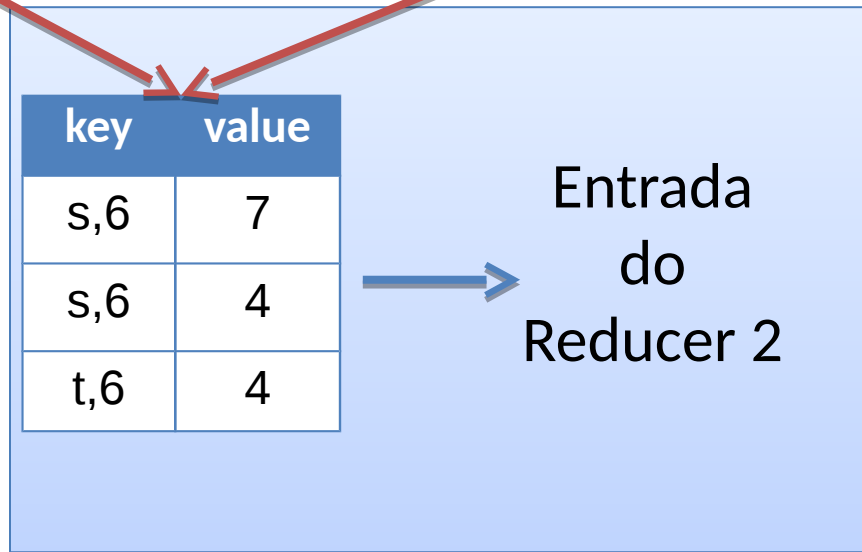 key value
s,6 7
s,6 4
t,6 4
Entrada
do
Reducer 2